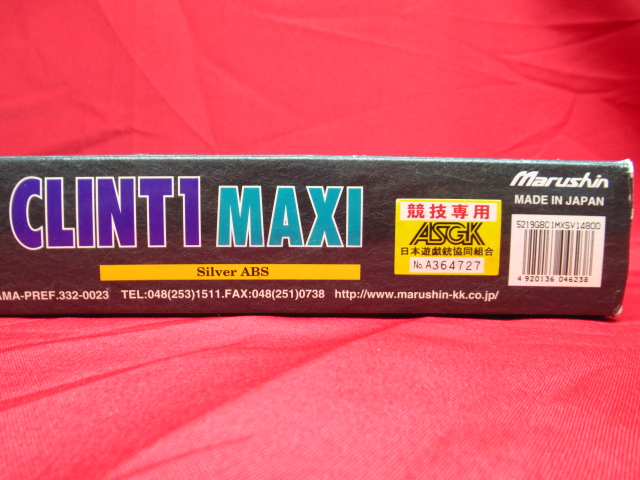 CLINT1 MAXI
Silver ABS
AMA-PREF.332-0023 TEL:048(253)1511.FAX:048(251)0738 http://www.marushin-kk.co.jp/
競技専用
ASGK
日本遊戯銃協同組合
No. A364727
Marushin
MADE IN JAPAN
5219GBC1MXSV14800
4 920136 046238